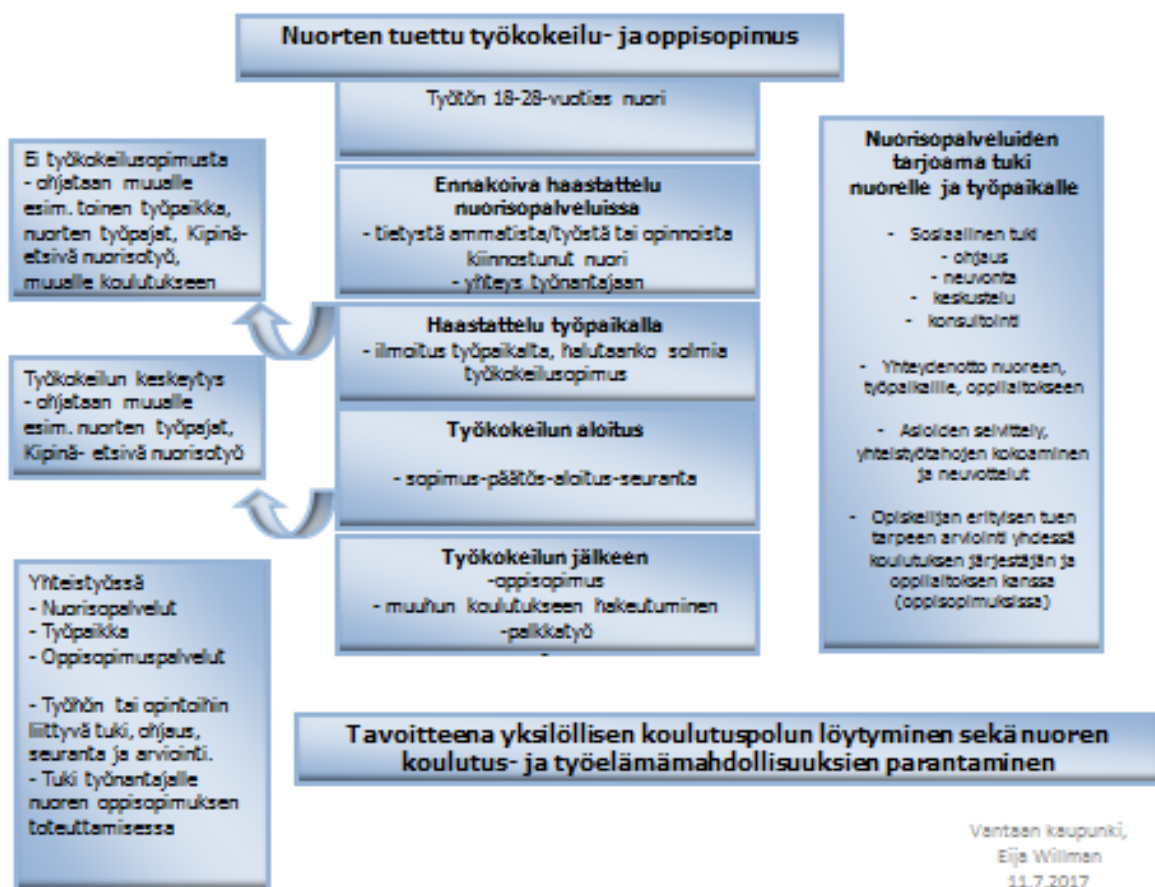 Nuorten tuettu työkokeilu- ja oppisopimus
Työtön 18-28-vuotias nuori
Ennakoiva haastattelu
nuorisopalveluissa
- tietystä ammatista/työstä tai opinnoista
kiinnostunut nuori
- yhteys työnantajaan
Haastattelu työpaikalla
- ilmoitus työpaikalta, halutaanko solmia
työkokeilusopimus
Työkokeilun aloitus
- sopimus-päätös-aloitus-seuranta
Työkokeilun jälkeen
-oppisopimus
- muuhun koulutukseen hakeutuminen
-palkkatyö
-
Ei työkokeilusopimusta
- ohjataan muualle
esim. toinen työpaikka,
nuorten työpajat, Kipinä-
etsivä nuorisotyö,
muualle koulutukseen
Työkokeilun keskeytys
- ohjataan muualle
esim. nuorten työpajat,
Kipinä- etsivä nuorisotyö
Yhteistyössä
- Nuorisopalvelut
- Työpaikka
- Oppisopimuspalvelut
- Työhön tai opintoihin
liittyvä tuki, ohjaus,
seuranta ja arviointi.
- Tuki työnantajalle
nuoren oppisopimuksen
toteuttamisessa
Nuorisopalveluiden
tarjoama tuki
nuorelle ja työpaikalle
- Sosiaalinen tuki
- ohjaus
- neuvonta
- keskustelu
- konsultointi
- Yhteydenotto nuoreen,
työpaikalle, oppilaitokseen
- Asioiden selvittely,
yhteistyötahojen kokoaminen
ja neuvottelut
- Opiskelijan erityisen tuen
tarpeen arviointi yhdessä
koulutuksen järjestäjän ja
oppilaitoksen kanssa
(oppisopimuksissa)
Tavoitteena yksilöllisen koulutuspolun löytyminen sekä nuoren
koulutus- ja työelämämahdollisuuksien parantaminen
Vantaan kaupunki,
Eija Willman
11.7.2017